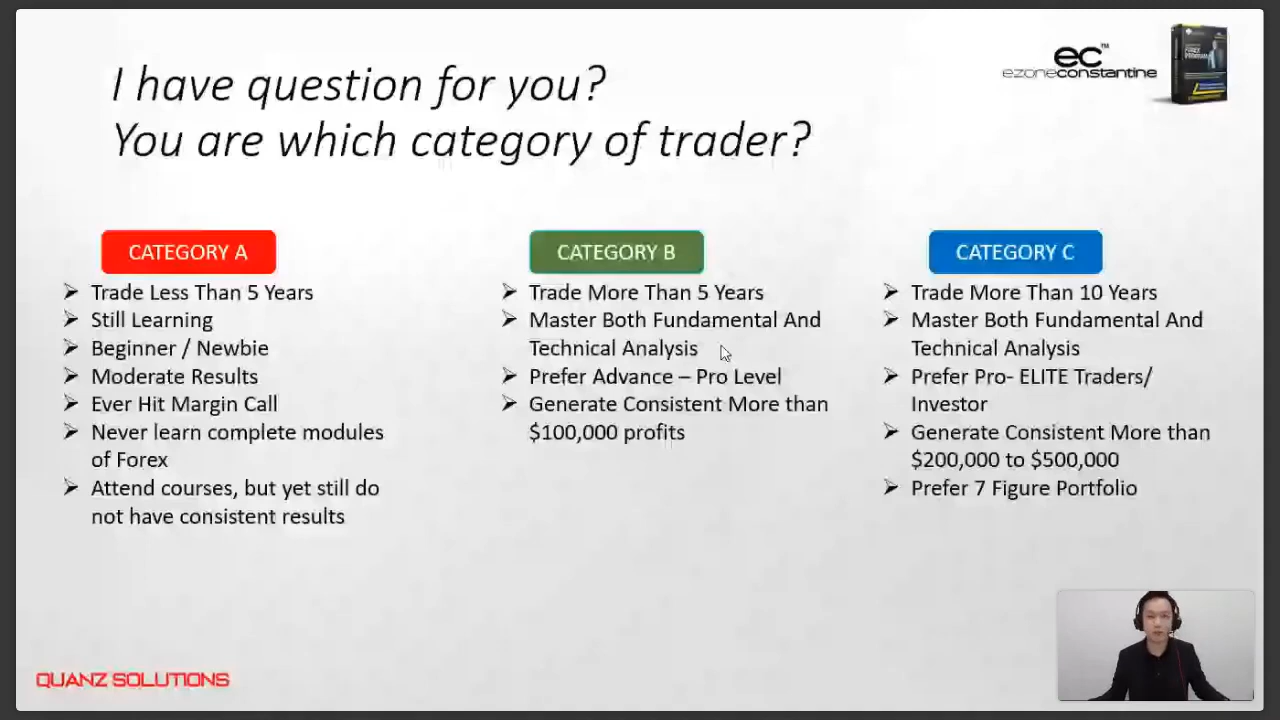 I have question for you?
You are which category of trader?
ec™
ezoneconstantine
CATEGORY A
Trade Less Than 5 Years
Still Learning
Beginner / Newbie
Moderate Results
Ever Hit Margin Call
Never learn complete modules
of Forex
Attend courses, but yet still do
not have consistent results
CATEGORY B
Trade More Than 5 Years
Master Both Fundamental And
Technical Analysis
Prefer Advance – Pro Level
Generate Consistent More than
$100,000 profits
CATEGORY C
Trade More Than 10 Years
Master Both Fundamental And
Technical Analysis
Prefer Pro- ELITE Traders/
Investor
Generate Consistent More than
$200,000 to $500,000
Prefer 7 Figure Portfolio
QUANZ SOLUTIONS